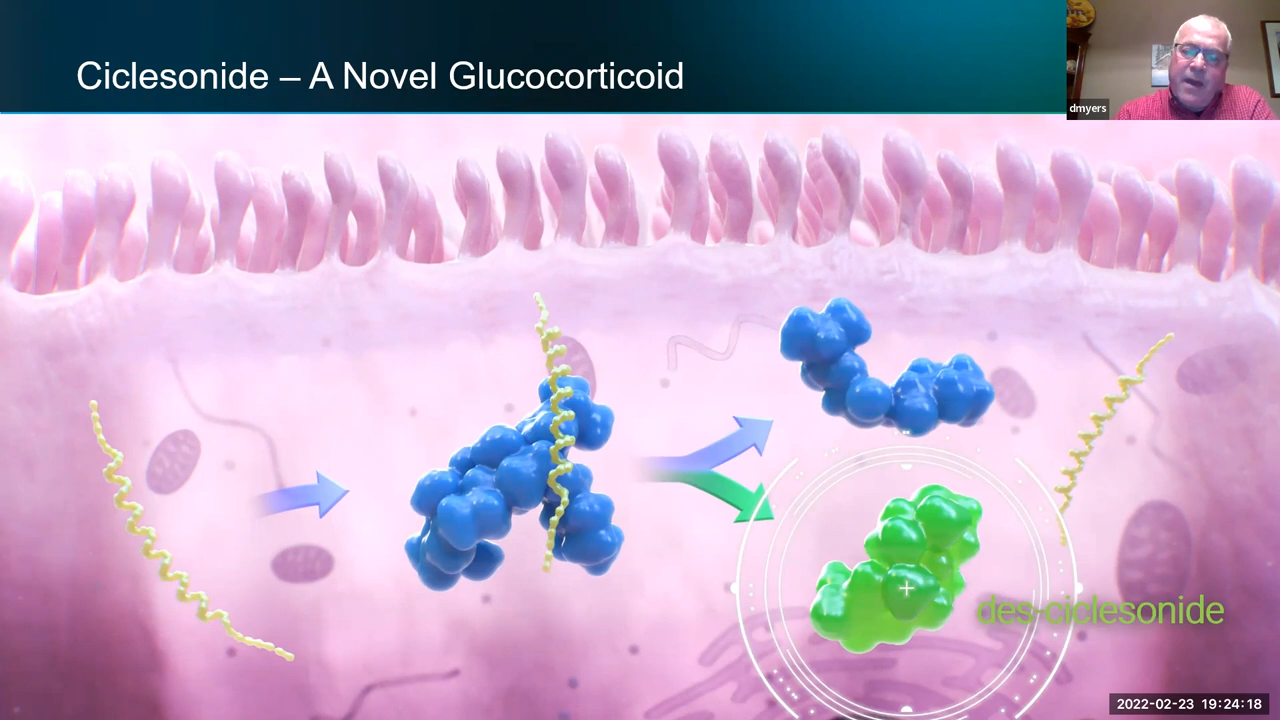 Ciclesonide – A Novel Glucocorticoid
dmyers
des-ciclesonide
2022-02-23 19:24:18